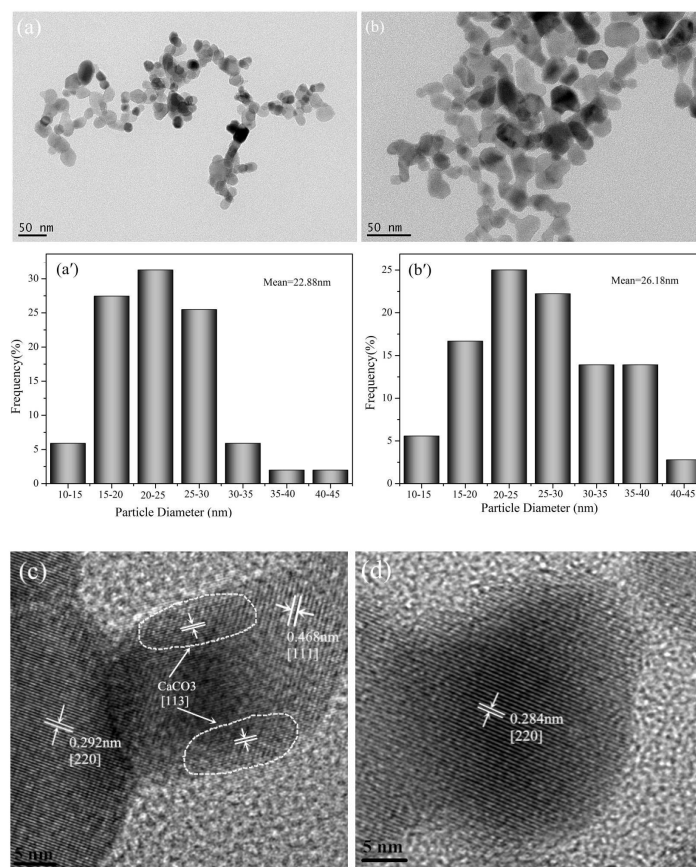 (a)
50 nm
(b)
50 nm
(a′)
Mean=22.88nm
Frequency(%)
30
25
20
15
10
5
0
10-15 15-20 20-25 25-30 30-35 35-40 40-45
Particle Diameter (nm)
(b′)
Mean=26.18nm
Frequency(%)
25
20
15
10
5
0
10-15 15-20 20-25 25-30 30-35 35-40 40-45
Particle Diameter (nm)
(c)
0.468nm
[111]
CaCO3
[113]
0.292nm
[220]
5 nm
(d)
0.284nm
[220]
5 nm